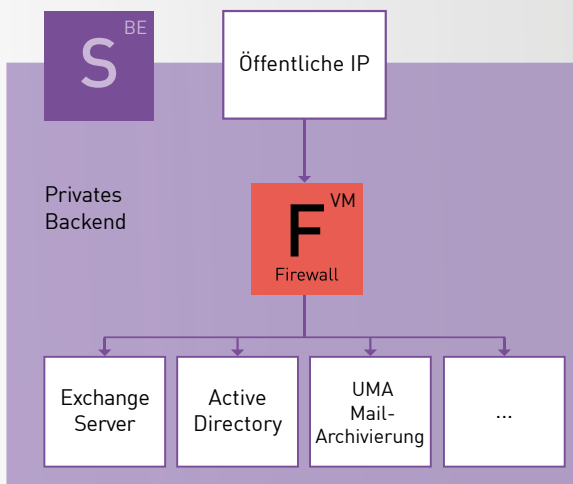 BE
S
Öffentliche IP
Privates
Backend
VM
F
Firewall
Exchange
Server
Active
Directory
UMA
Mail-
Archivierung
...